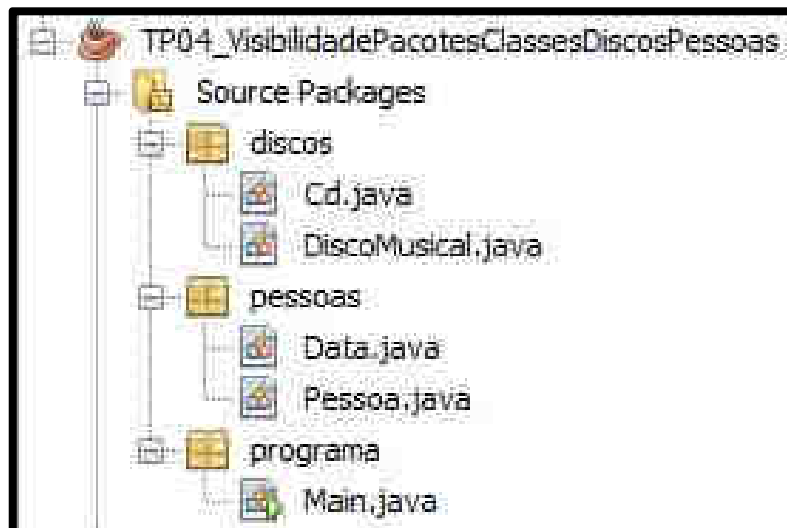 TP04_VisibilidadePacotesClassesDiscosPessoas
Source Packages
discos
Cd.java
DiscoMusical.java
pessoas
Data.java
Pessoa.java
programa
Main.java